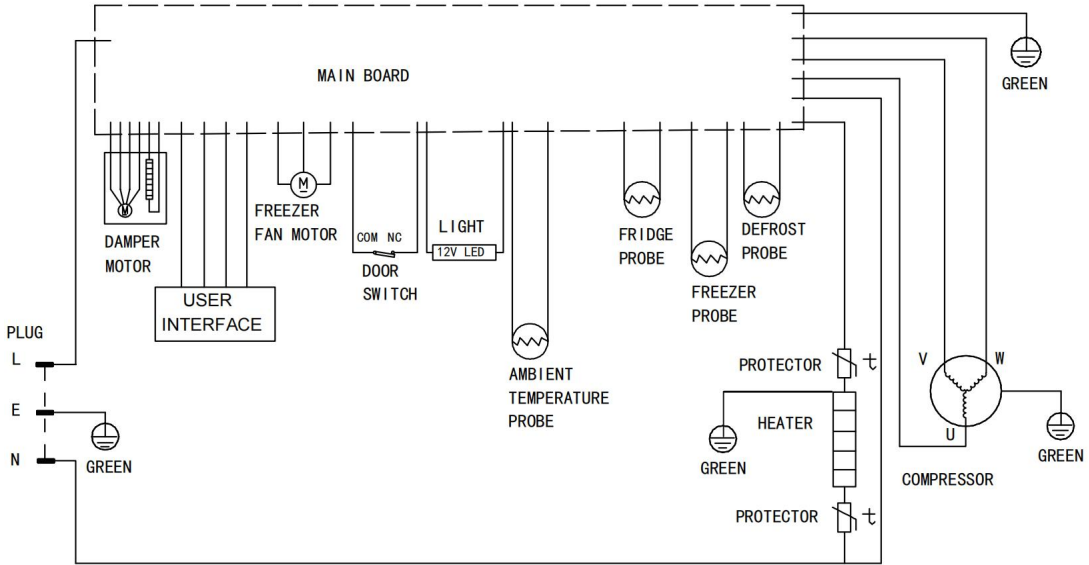 MAIN BOARD
GREEN
M
M
FREEZER
FAN MOTOR
DAMPER
MOTOR
COM NC
DOOR
SWITCH
LIGHT
12V LED
FRIDGE
PROBE
DEFROST
PROBE
FREEZER
PROBE
USER
INTERFACE
AMBIENT
TEMPERATURE
PROBE
PLUG
L
E
N
GREEN
PROTECTOR
t
HEATER
GREEN
PROTECTOR
t
V
W
U
COMPRESSOR
GREEN